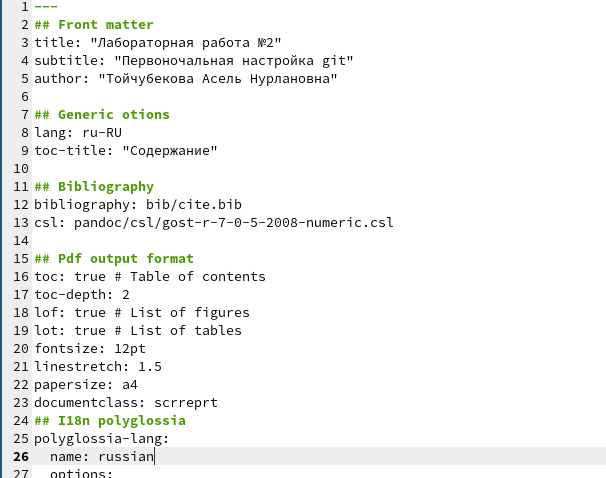 1 ---
2 ## Front matter
3 title: "Лабораторная работа №2"
4 subtitle: "Первоночальная настройка git"
5 author: "Тойчубекова Асель Нурлановна"
6
7 ## Generic otions
8 lang: ru-RU
9 toc-title: "Содержание"
10
11 ## Bibliography
12 bibliography: bib/cite.bib
13 csl: pandoc/csl/gost-r-7-0-5-2008-numeric.csl
14
15 ## Pdf output format
16 toc: true # Table of contents
17 toc-depth: 2
18 lof: true # List of figures
19 lot: true # List of tables
20 fontsize: 12pt
21 linestretch: 1.5
22 papersize: a4
23 documentclass: scrreprt
24 ## I18n polyglossia
25 polyglossia-lang:
26   name: russian
27   options: